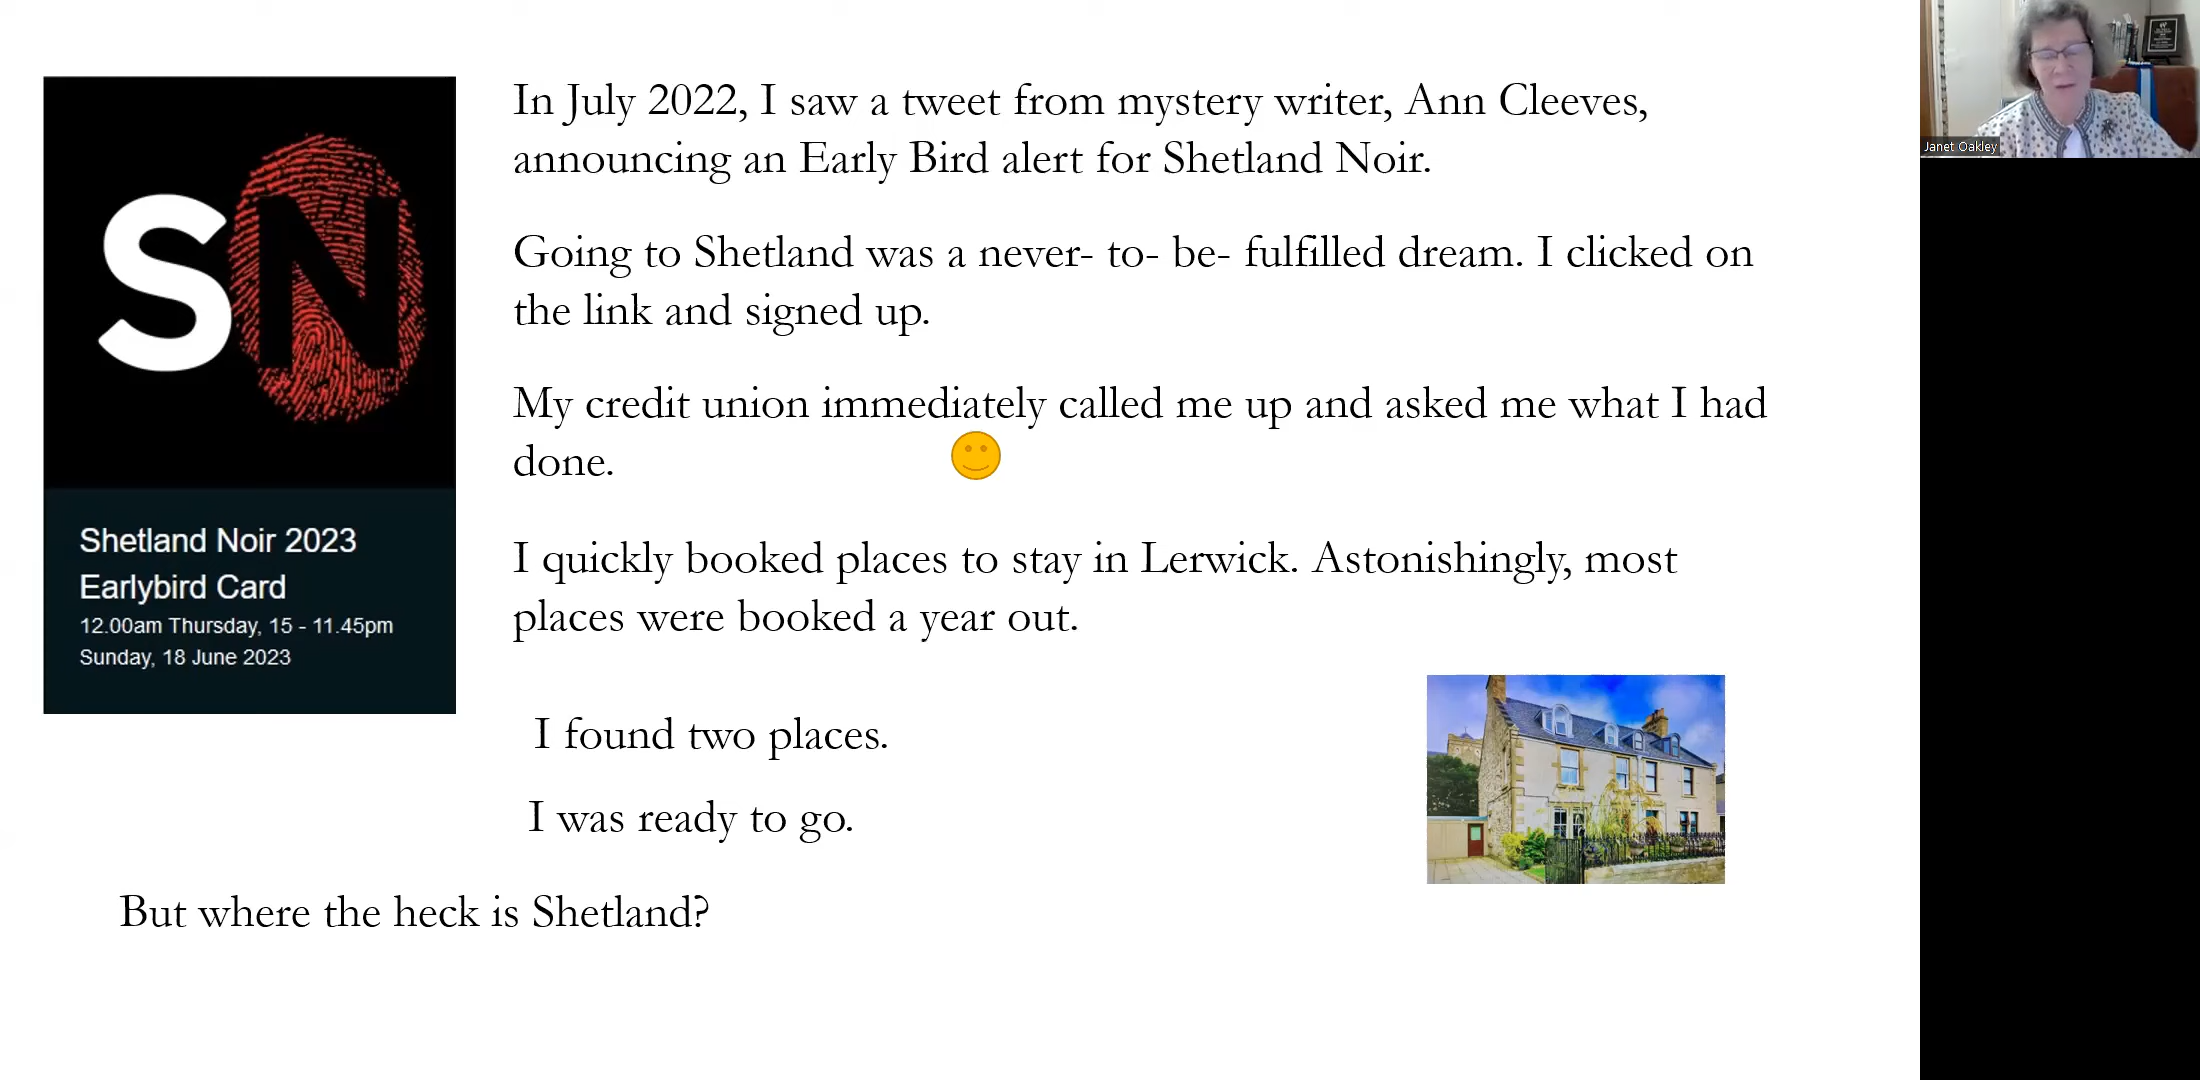 SN
Shetland Noir 2023
Earlybird Card
12.00am Thursday, 15 - 11.45pm
Sunday, 18 June 2023
In July 2022, I saw a tweet from mystery writer, Ann Cleeves,
announcing an Early Bird alert for Shetland Noir.
Going to Shetland was a never- to- be- fulfilled dream. I clicked on
the link and signed up.
My credit union immediately called me up and asked me what I had
done.
I quickly booked places to stay in Lerwick. Astonishingly, most
places were booked a year out.
I found two places.
I was ready to go.
But where the heck is Shetland?
Janet Oakley